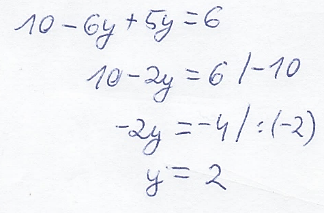 10 - 6y + 5y = 6
10 - 2y = 6 / -10
-2y = -4 / : (-2)
y = 2